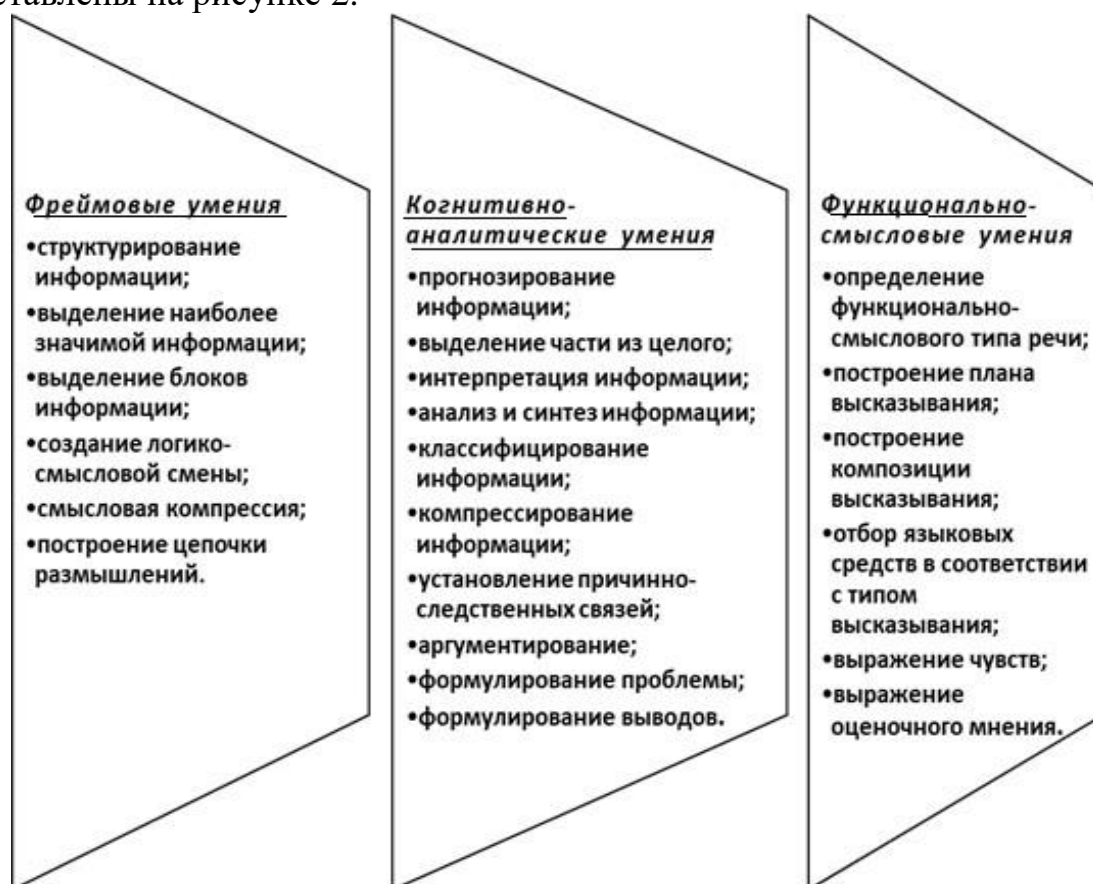 на рисунке 2.
Фреймовые умения
•структурирование
информации;
•выделение наиболее
значимой информации;
•выделение блоков
информации;
•создание логико-
смысловой смены;
•смысловая компрессия;
•построение цепочки
размышлений.
Когнитивно-
аналитические умения
•прогнозирование
информации;
•выделение части из целого;
•интерпретация информации;
•анализ и синтез информации;
•классифицирование
информации;
•компрессирование
информации;
•установление причинно-
следственных связей;
•аргументирование;
•формулирование проблемы;
•формулирование выводов.
Функционально-
смысловые умения
•определение
функционально-
смыслового типа речи;
•построение плана
высказывания;
•построение
композиции
высказывания;
•отбор языковых
средств в соответствии
с типом
высказывания;
•выражение чувств;
•выражение
оценочного мнения.